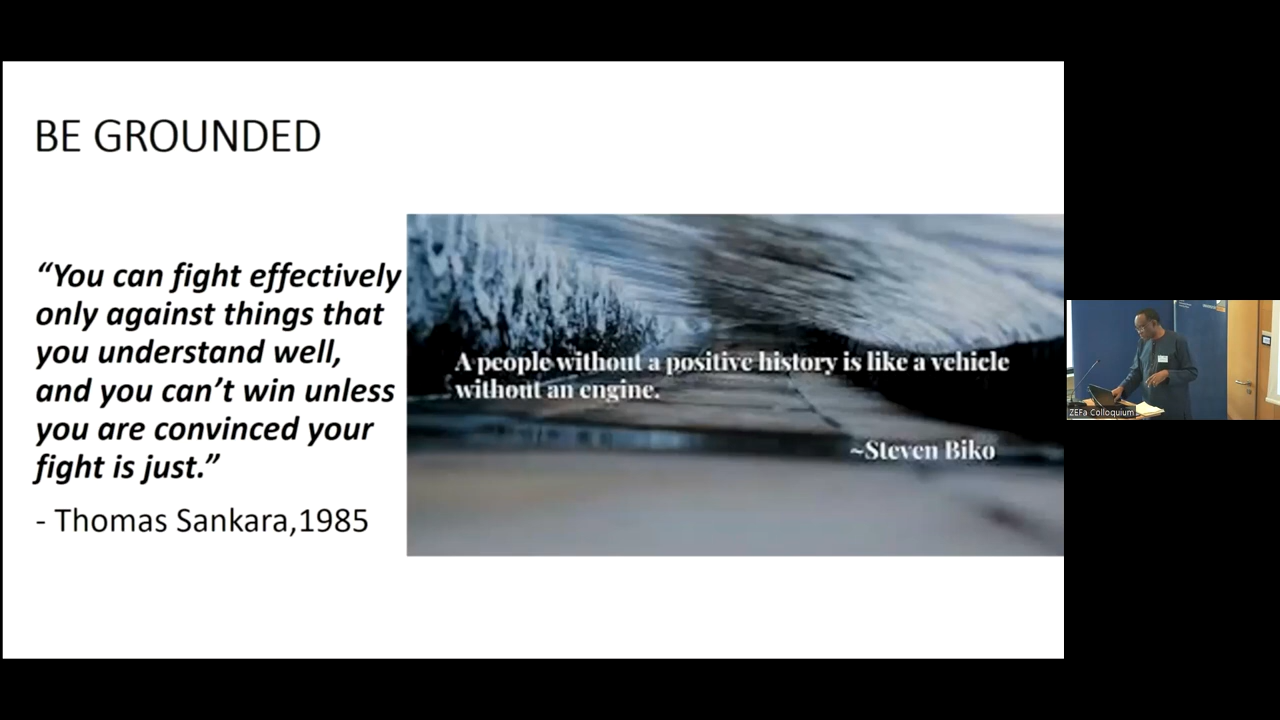 BE GROUNDED
“You can fight effectively
only against things that
you understand well,
and you can’t win unless
you are convinced your
fight is just.”
- Thomas Sankara,1985
A people without a positive history is like a vehicle
without an engine.
~Steven Biko
ZEFa Colloquium